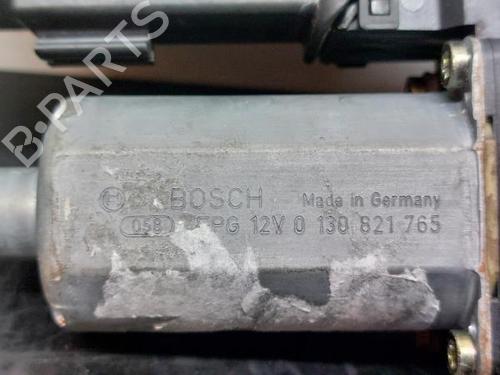 B-PARTS
BOSCH Made in Germany
058 FPG 12V 0 130 821 765